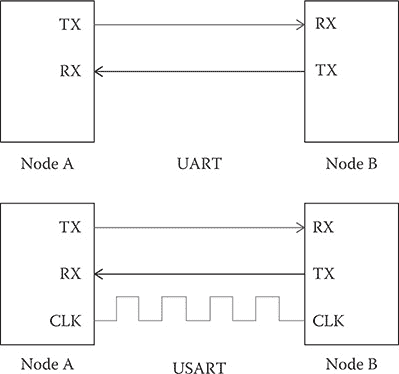 TX RX
RX TX
Node A UART Node B
TX RX
RX TX
CLK CLK
Node A USART Node B